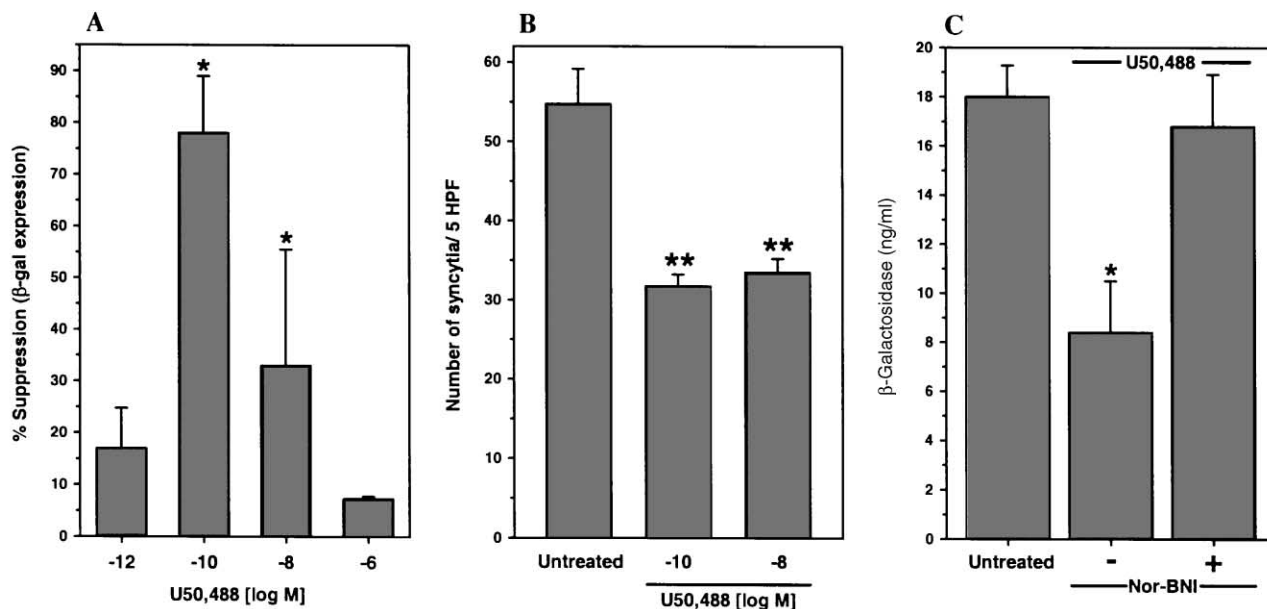 A
% Suppression (β-gal expression)
90
80
70
60
50
40
30
20
10
0
*
*
-12 -10 -8 -6
U50,488 [log M]
B
Number of syncytia/ 5 HPF
60
50
40
30
20
10
0
**
**
Untreated -10 -8
U50,488 [log M]
C
β-Galactosidase (ng/ml)
20
18
16
14
12
10
8
6
4
2
0
U50,488
*
Untreated - +
Nor-BNI